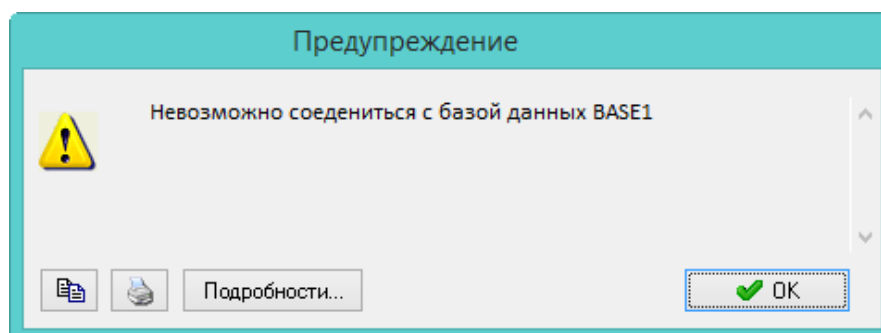 Предупреждение
Невозможно соедениться с базой данных BASE1
Подробности...
OK